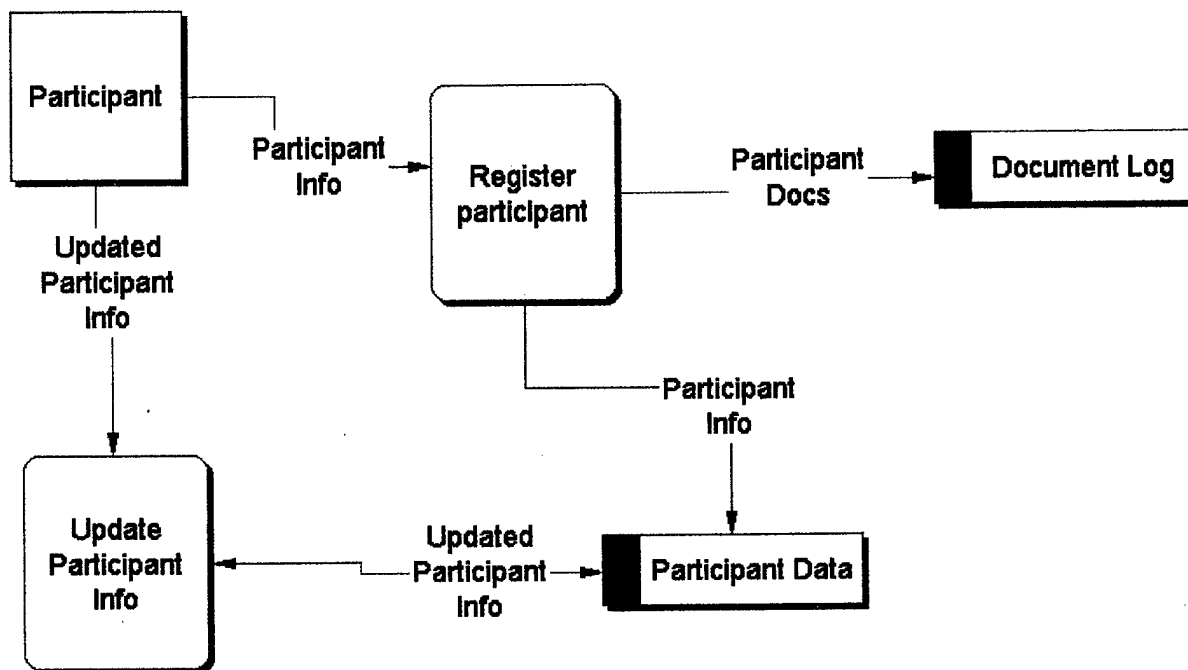 Participant
Participant
Info
Register
participant
Participant
Docs
Document Log
Updated
Participant
Info
Participant
Info
Update
Participant
Info
Updated
Participant
Info
Participant Data